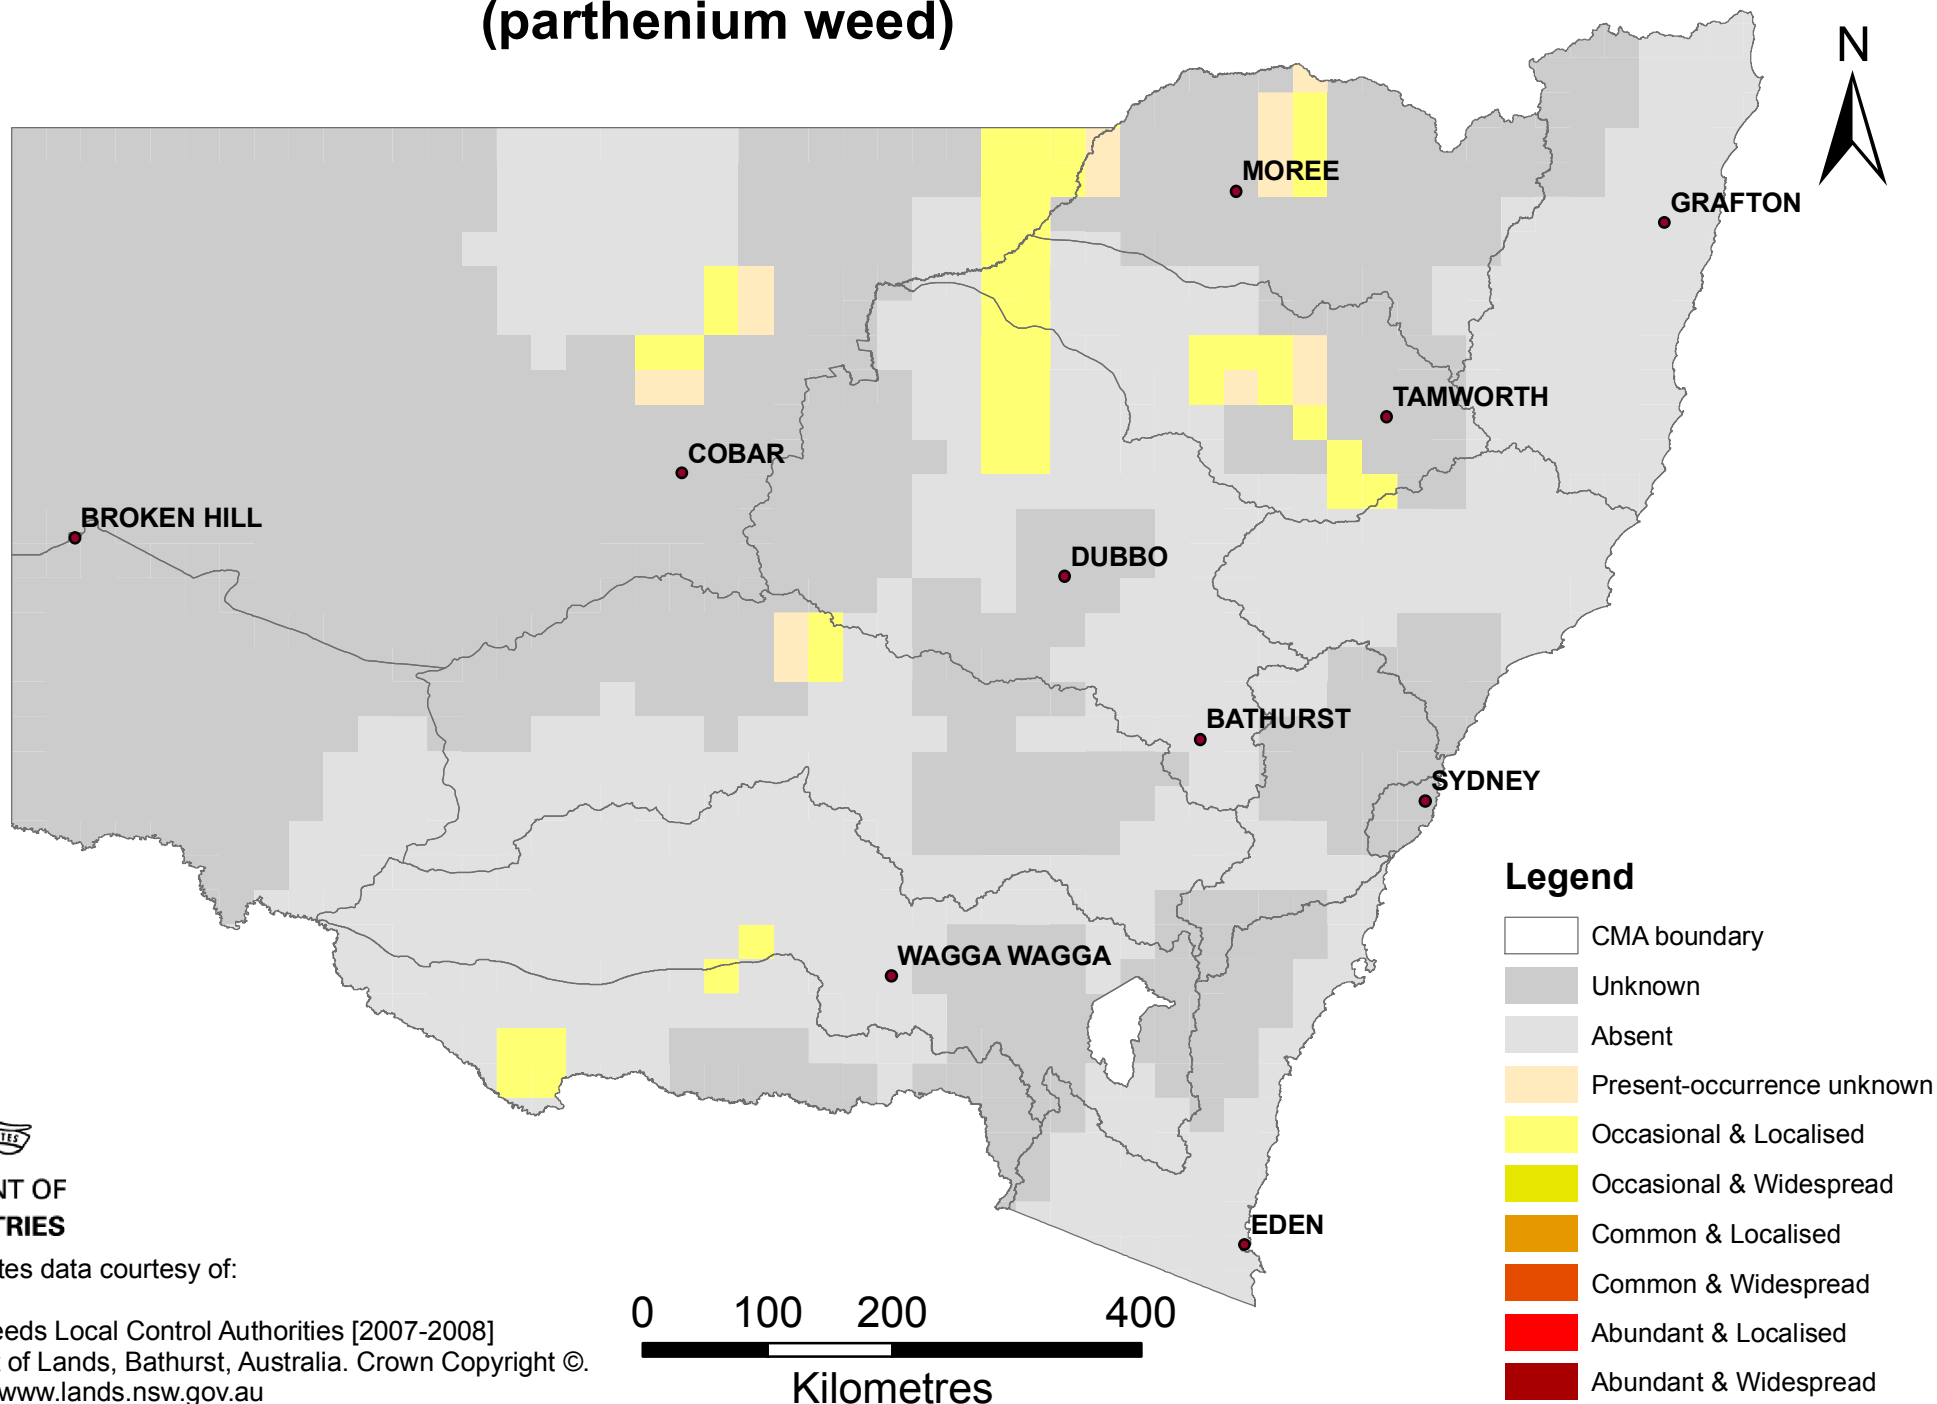 (parthenium weed)
N
MOREE
GRAFTON
TAMWORTH
COBAR
BROKEN HILL
DUBBO
BATHURST
SYDNEY
WAGGA WAGGA
EDEN
Legend
CMA boundary
Unknown
Absent
Present-occurrence unknown
Occasional & Localised
Occasional & Widespread
Common & Localised
Common & Widespread
Abundant & Localised
Abundant & Widespread
NT OF
TRIES
tes data courtesy of:
eeds Local Control Authorities [2007-2008]
t of Lands, Bathurst, Australia. Crown Copyright ©.
www.lands.nsw.gov.au
0 100 200 400
Kilometres